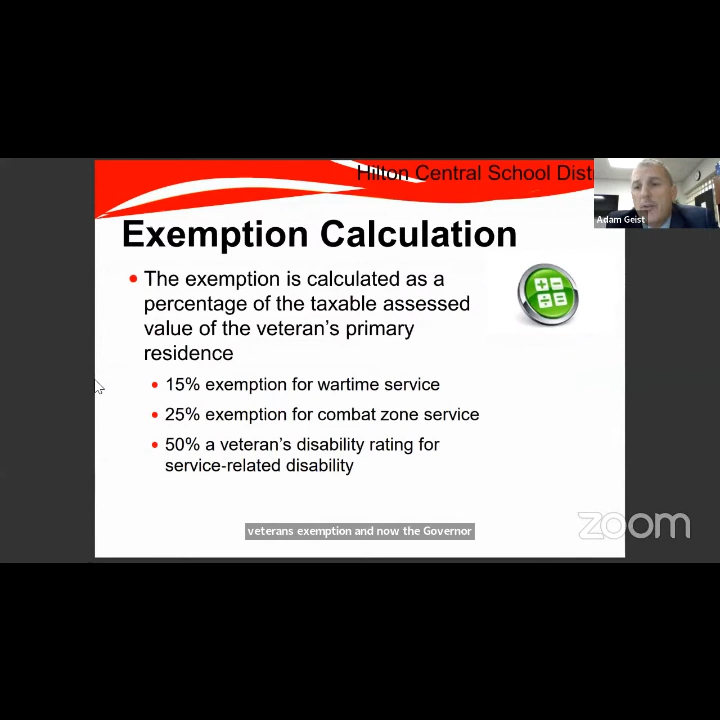 Hilton Central School Dist
Adam Geist
Exemption Calculation
• The exemption is calculated as a
percentage of the taxable assessed
value of the veteran's primary
residence
• 15% exemption for wartime service
• 25% exemption for combat zone service
• 50% a veteran's disability rating for
service-related disability
veterans exemption and now the Governor
zoom